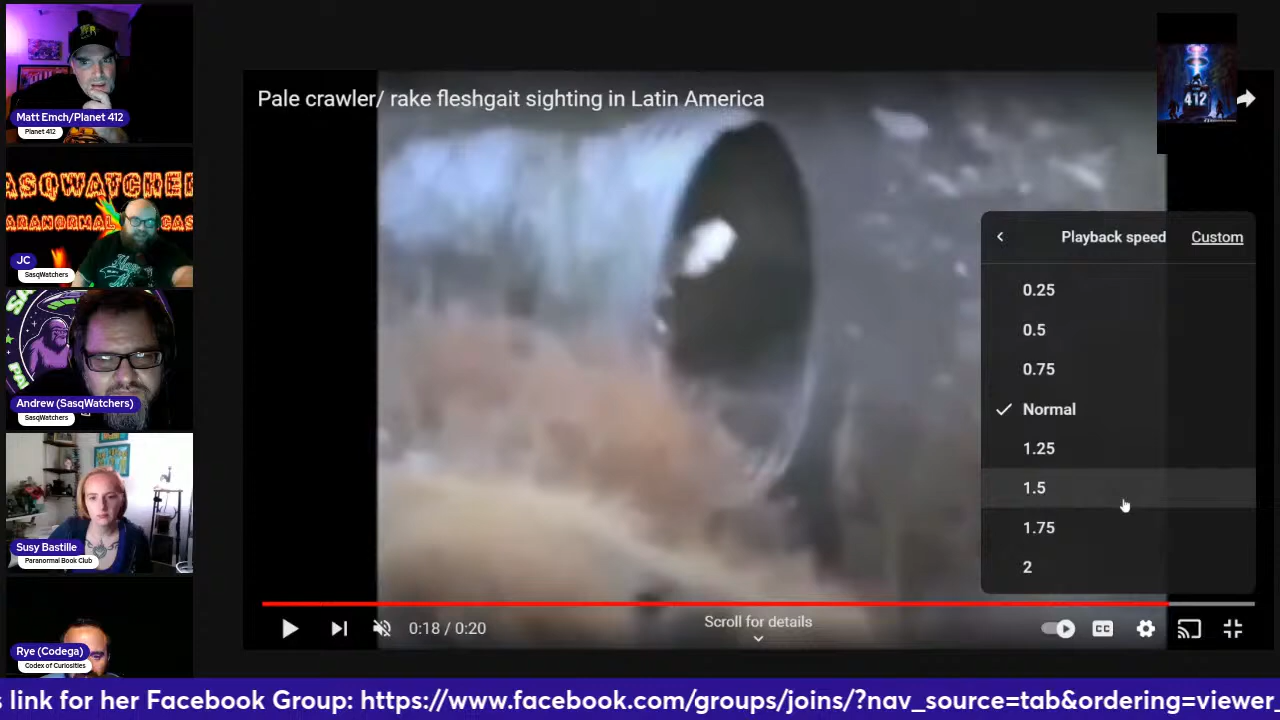 Matt Emch/Planet 412
Planet 412
SASQWATCHER
PARANORMAL
CAS
JC
SasqWatchers
Andrew (SasqWatchers)
SasqWatchers
Susy Bastille
Paranormal Book Club
Rye (Codega)
Codex of Curiosities
Pale crawler/ rake fleshgait sighting in Latin America
412
Playback speed
Custom
0.25
0.5
0.75
Normal
1.25
1.5
1.75
2
0:18 / 0:20
Scroll for details
CC
s link for her Facebook Group: https://www.facebook.com/groups/joins/?nav_source=tab&ordering=viewer_